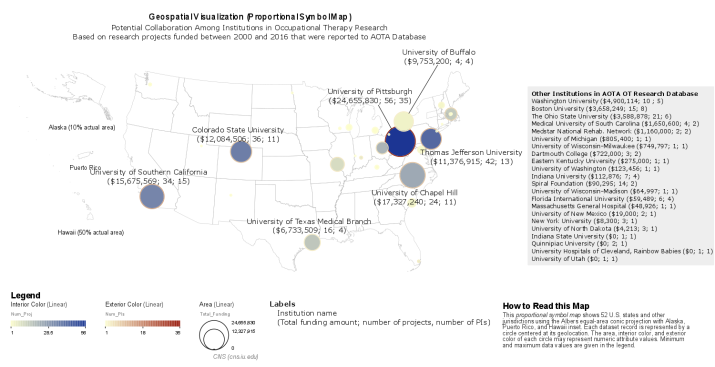 Geospatial Visualization (Proportional Symbol Map)
Potential Collaboration Among Institutions in Occupational Therapy Research
Based on research projects funded between 2000 and 2016 that were reported to AOTA Database
University of Buffalo
($9,753,200; 4; 4)
University of Pittsburgh
($24,655,830; 56; 35)
Alaska (10% actual area)
Colorado State University
($12,084,506; 36; 11)
Thomas Jefferson University
($11,376,915; 42; 13)
Puerto Rico
University of Southern California
($15,675,569; 34; 15)
University of Chapel Hill
($17,327,240; 24; 11)
University of Texas Medical Branch
($6,733,509; 16; 4)
Hawaii (50% actual area)
Other Institutions in AOTA OT Research Database
Washington University ($4,900,114; 10 ; 5)
Boston University ($3,658,249; 15; 8)
The Ohio State University ($3,588,878; 21; 6)
Medical University of South Carolina ($1,650,600; 4; 2)
Medstar National Rehab. Network ($1,160,000; 2; 2)
University of Michigan ($805,400; 1; 1)
University of Wisconsin-Milwaukee ($749,797; 1; 1)
Dartmouth College ($722,000; 3; 2)
Eastern Kentucky University ($275,000; 1; 1)
University of Washington ($123,456; 1; 1)
Indiana University ($112,876; 7; 4)
Spiral Foundation ($90,295; 14; 2)
University of Wisconsin-Madison ($64,997; 1; 1)
Florida International University ($59,489; 6; 4)
Massachusetts General Hospital ($48,926; 1; 1)
University of New Mexico ($19,000; 2; 1)
New York University ($8,300; 3; 1)
University of North Dakota ($4,213; 3; 1)
Indiana State University ($0; 1; 1)
Quinnipiac University ($0; 2; 1)
University Hospitals of Cleveland, Rainbow Babies ($0; 1; 1)
University of Utah ($0; 1; 1)
Legend
Interior Color (Linear)
Num_Proj
1 28.5 56
Exterior Color (Linear)
Num_PIs
1 18 35
Area (Linear)
Total_Funding
24,655,830
12,327,915
0
CNS (cns.iu.edu)
Labels
Institution name
(Total funding amount; number of projects, number of PIs)
How to Read this Map
This proportional symbol map shows 52 U.S. states and other
jurisdictions using the Albers equal-area conic projection with Alaska,
Puerto Rico, and Hawaii inset. Each dataset record is represented by a
circle centered at its geolocation. The area, interior color, and exterior
color of each circle may represent numeric attribute values. Minimum
and maximum data values are given in the legend.